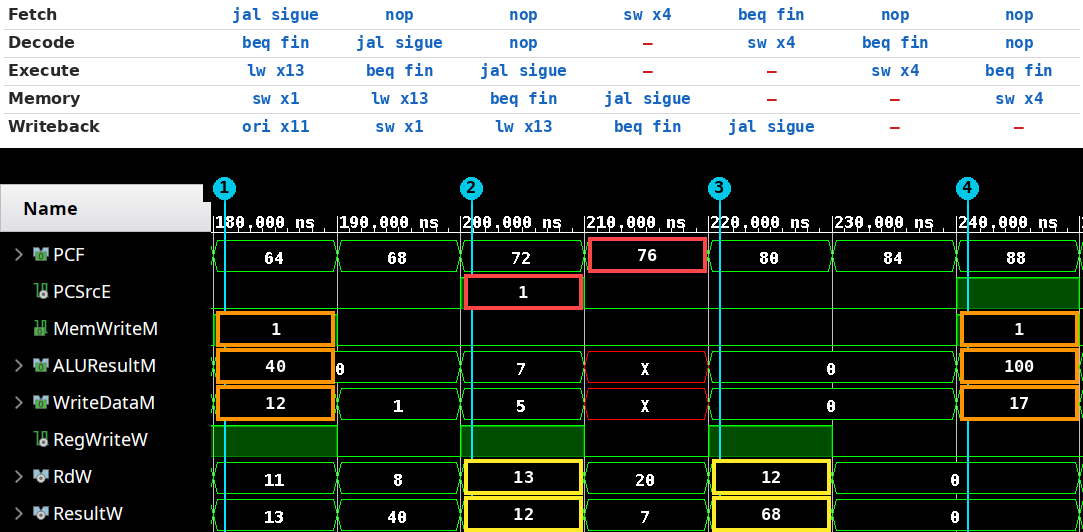 Fetch jal sigue nop nop sw x4 beq fin nop nop
Decode beq fin jal sigue nop — sw x4 beq fin nop
Execute lw x13 beq fin jal sigue — — sw x4 beq fin
Memory sw x1 lw x13 beq fin jal sigue — — sw x4
Writeback ori x11 sw x1 lw x13 beq fin jal sigue — —
1 2 3 4
Name
180.000 ns 190.000 ns 200.000 ns 210.000 ns 220.000 ns 230.000 ns 240.000 ns
PCF 64 68 72 76 80 84 88
PCSrcE 1
MemWriteM 1 1
ALUResultM 40 0 7 X 0 100
WriteDataM 12 1 5 X 0 17
RegWriteW
RdW 11 8 13 20 12 0
ResultW 13 40 12 7 68 0